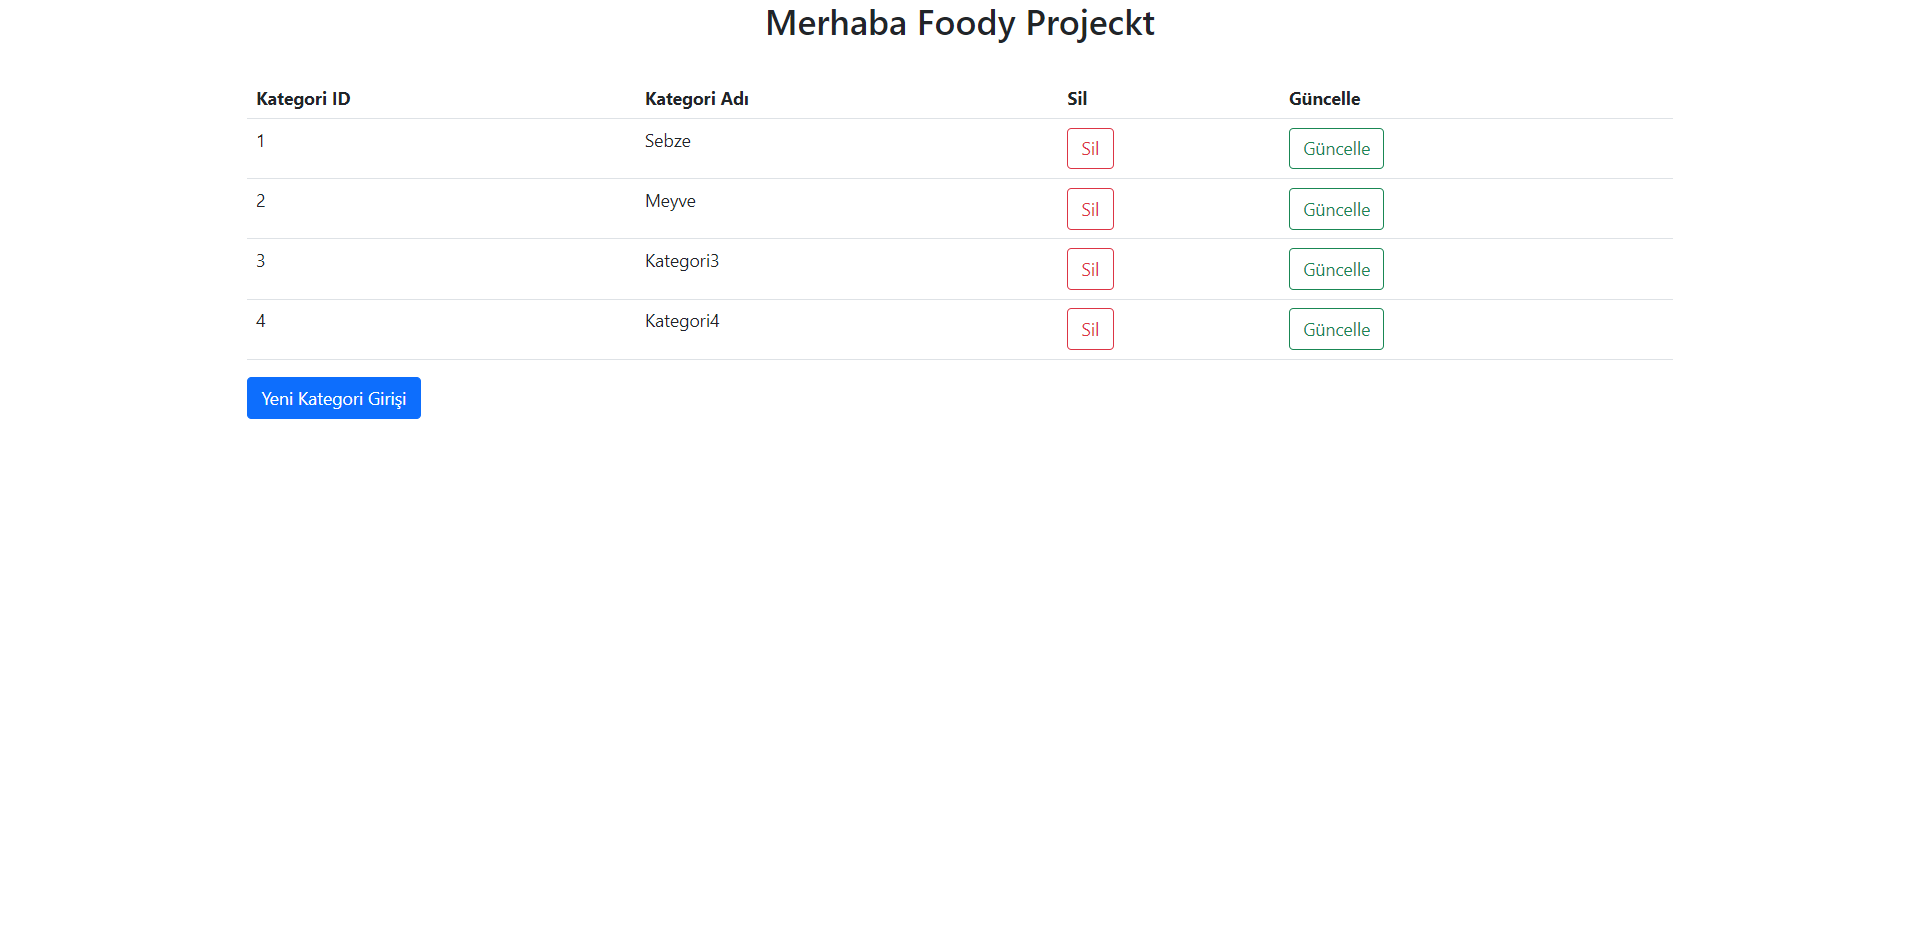 Merhaba Foody Projeckt
Kategori ID Kategori Adı Sil Güncelle
1 Sebze Sil Güncelle
2 Meyve Sil Güncelle
3 Kategori3 Sil Güncelle
4 Kategori4 Sil Güncelle
Yeni Kategori Girişi